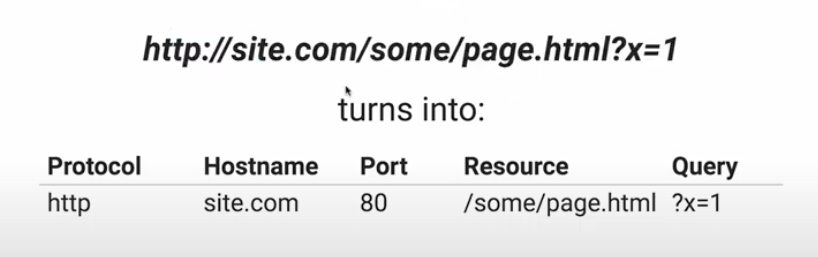 http://site.com/some/page.html?x=1
turns into:
Protocol Hostname Port Resource Query
http site.com 80 /some/page.html ?x=1